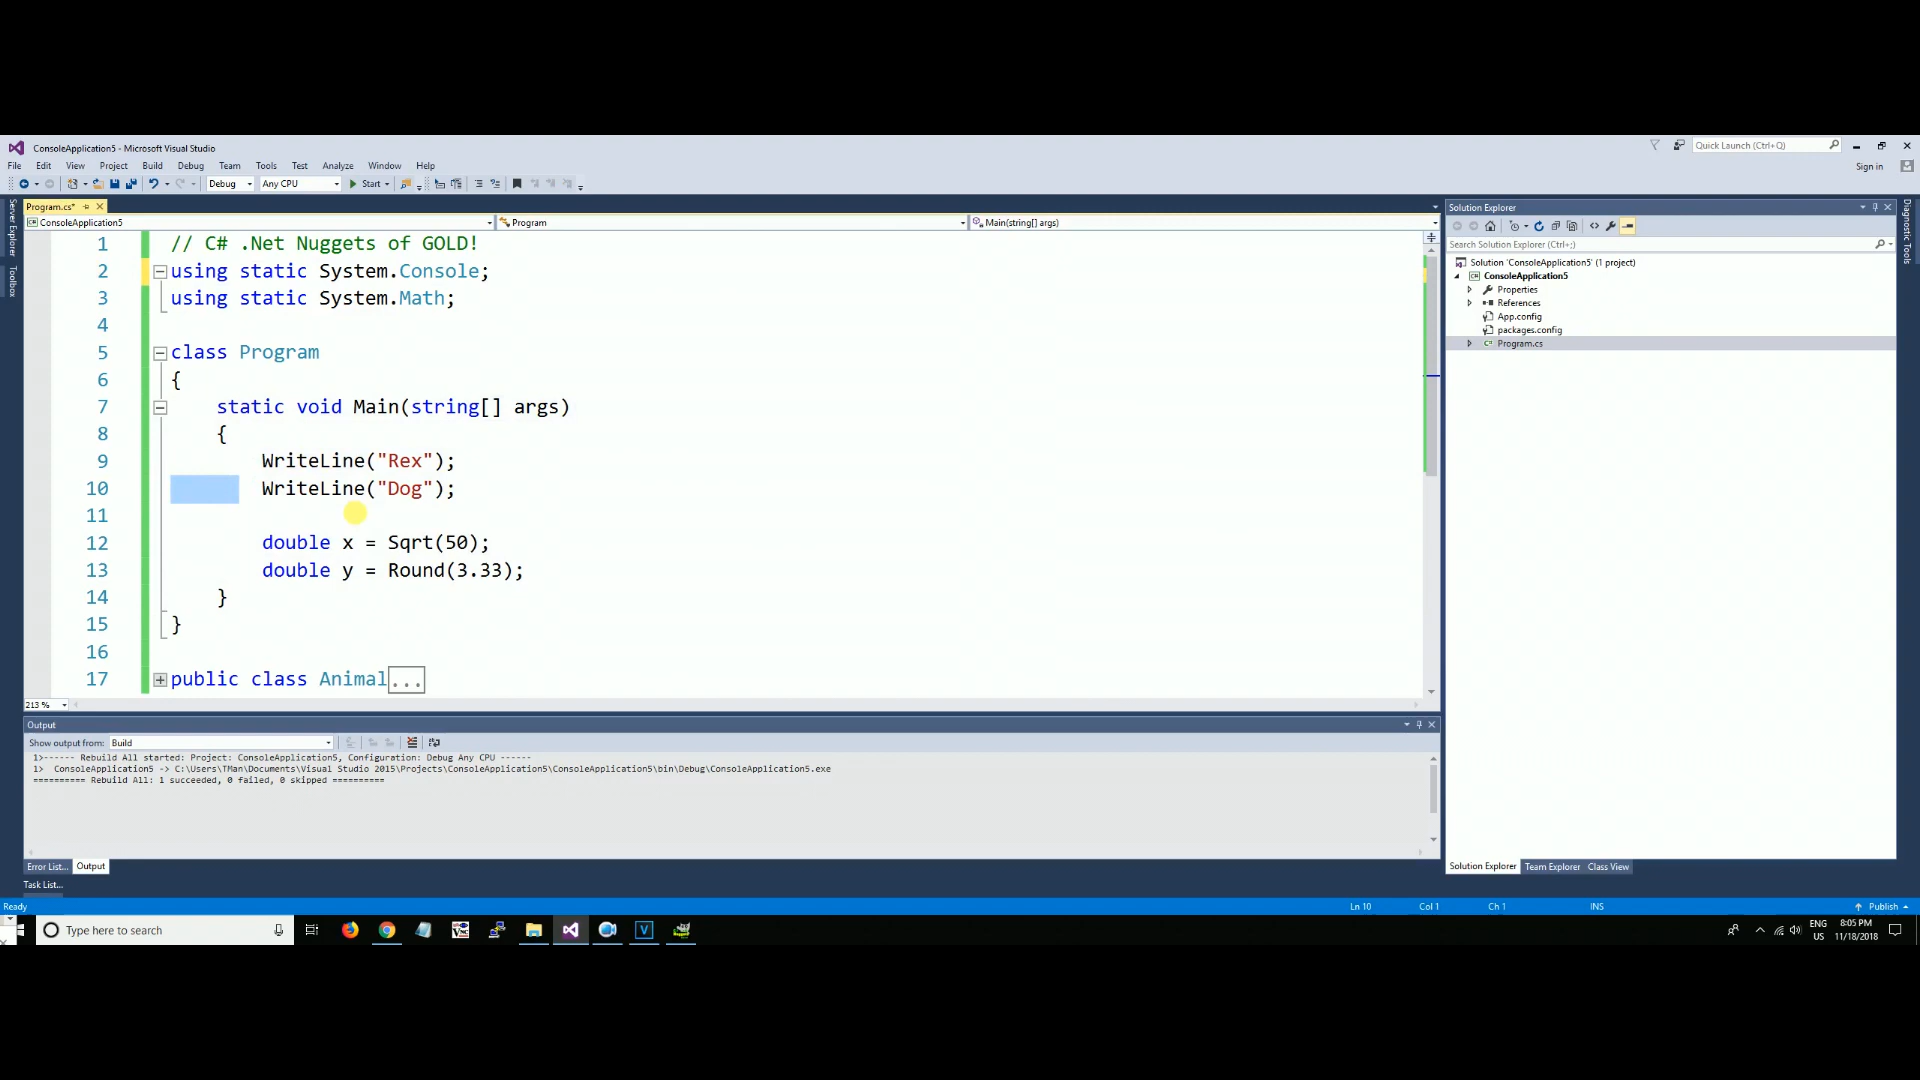 ConsoleApplication5 - Microsoft Visual Studio
Quick Launch (Ctrl+;)
File Edit View Project Build Debug Team Tools Test Analyze Window Help
Sign in
Debug Any CPU Start
Server Explorer
Toolbox
Program.cs*
ConsoleApplication5 Program Main(string[] args)
1 // C# .Net Nuggets of GOLD!
2 using static System.Console;
3 using static System.Math;
4
5 class Program
6 {
7 static void Main(string[] args)
8 {
9 WriteLine("Rex");
10 WriteLine("Dog");
11
12 double x = Sqrt(50);
13 double y = Round(3.33);
14 }
15 }
16
17 public class Animal...
213 %
Output
Show output from: Build
1>------ Rebuild All started: Project: ConsoleApplication5, Configuration: Debug Any CPU ------
1> ConsoleApplication5 -> C:\Users\TMan\Documents\Visual Studio 2015\Projects\ConsoleApplication5\ConsoleApplication5\bin\Debug\ConsoleApplication5.exe
========== Rebuild All: 1 succeeded, 0 failed, 0 skipped ==========
Error List... Output
Task List...
Solution Explorer
Search Solution Explorer (Ctrl+;)
Solution 'ConsoleApplication5' (1 project)
ConsoleApplication5
Properties
References
App.config
packages.config
Program.cs
Solution Explorer Team Explorer Class View
Diagnostic Tools
Ready Ln 10 Col 1 Ch 1 INS Publish
Type here to search
ENG
US
8:05 PM
11/18/2018